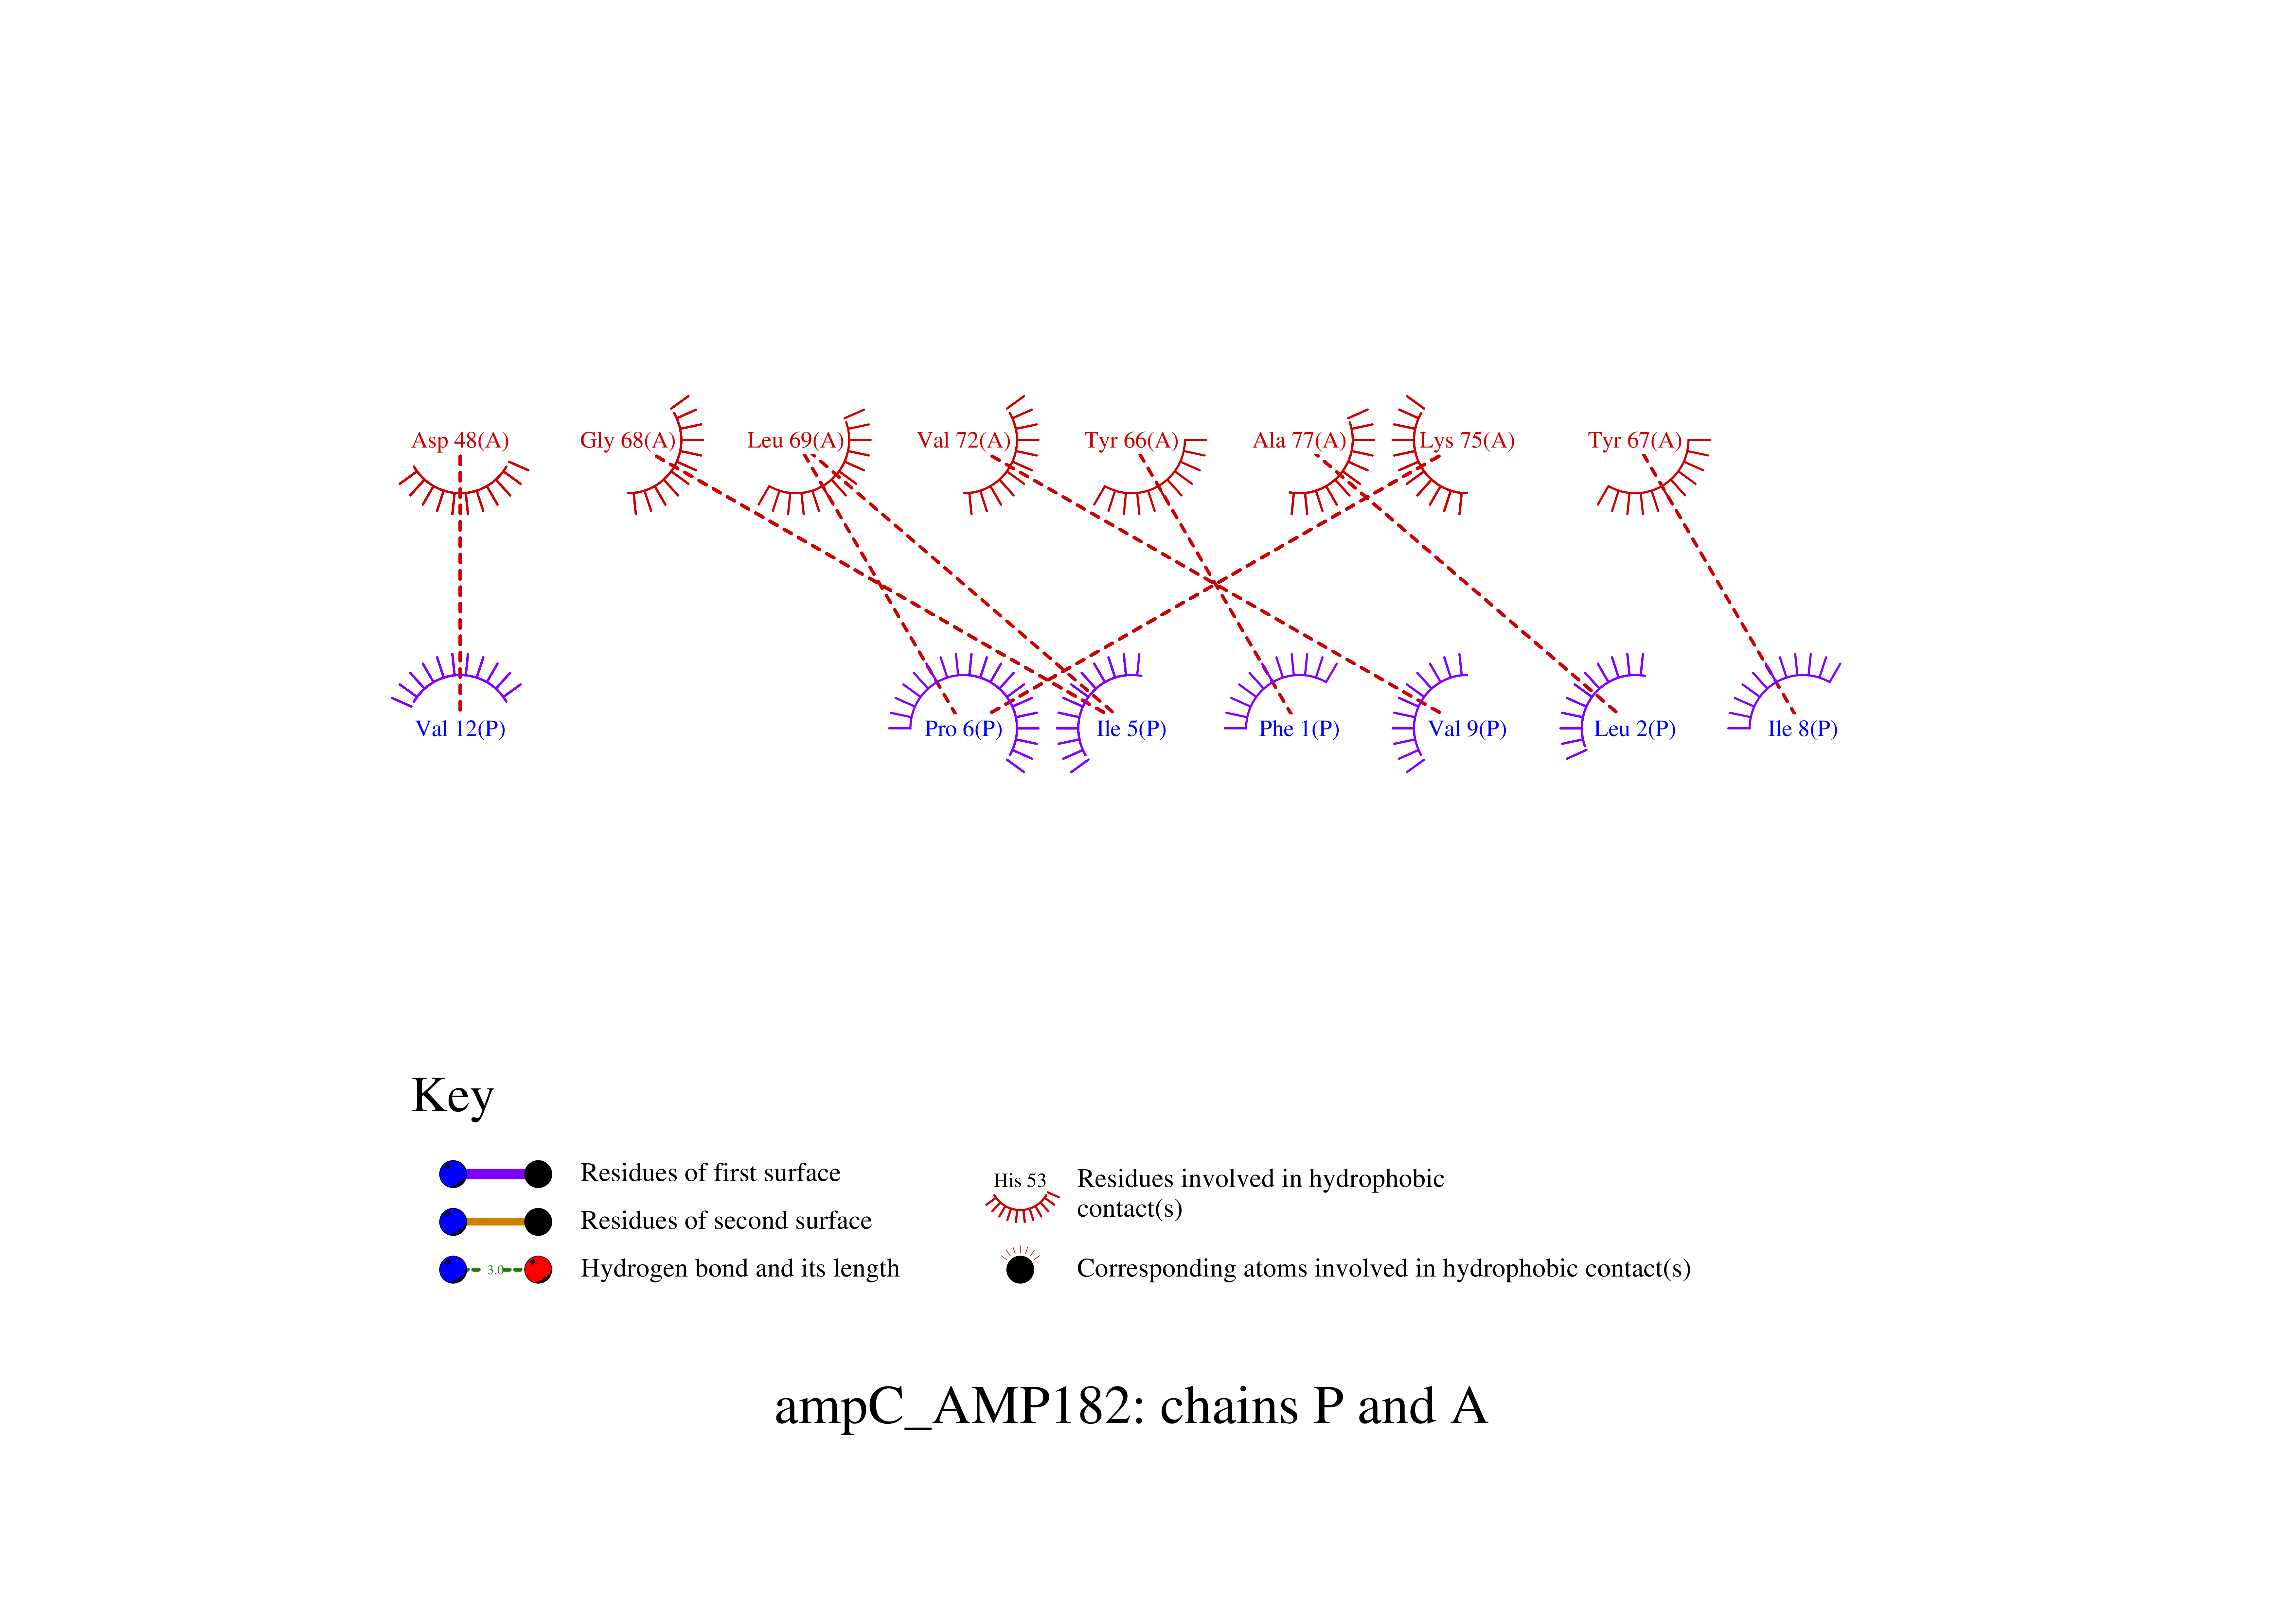 Asp 48(A) Gly 68(A) Leu 69(A) Val 72(A) Tyr 66(A) Ala 77(A) Lys 75(A) Tyr 67(A)
Val 12(P) Pro 6(P) Ile 5(P) Phe 1(P) Val 9(P) Leu 2(P) Ile 8(P)
Key
Residues of first surface
Residues of second surface
3.0 Hydrogen bond and its length
His 53 Residues involved in hydrophobic
contact(s)
Corresponding atoms involved in hydrophobic contact(s)
ampC_AMP182: chains P and A